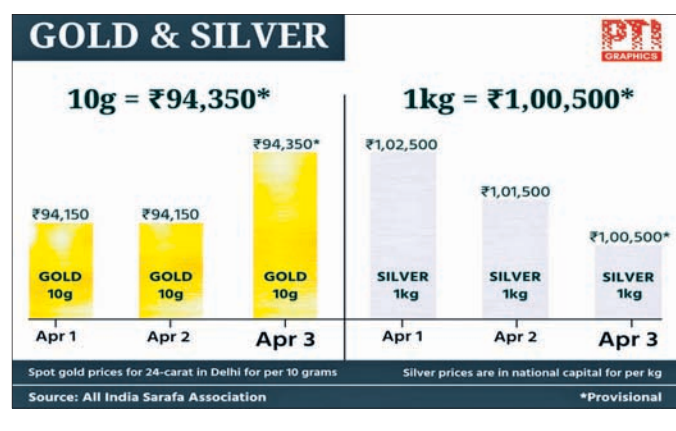 GOLD & SILVER
PTI
GRAPHICS
10g = ₹94,350*
₹94,150
₹94,150
₹94,350*
GOLD
10g
GOLD
10g
GOLD
10g
Apr 1
Apr 2
Apr 3
1kg = ₹1,00,500*
₹1,02,500
₹1,01,500
₹1,00,500*
SILVER
1kg
SILVER
1kg
SILVER
1kg
Apr 1
Apr 2
Apr 3
Spot gold prices for 24-carat in Delhi for per 10 grams
Silver prices are in national capital for per kg
Source: All India Sarafa Association
*Provisional